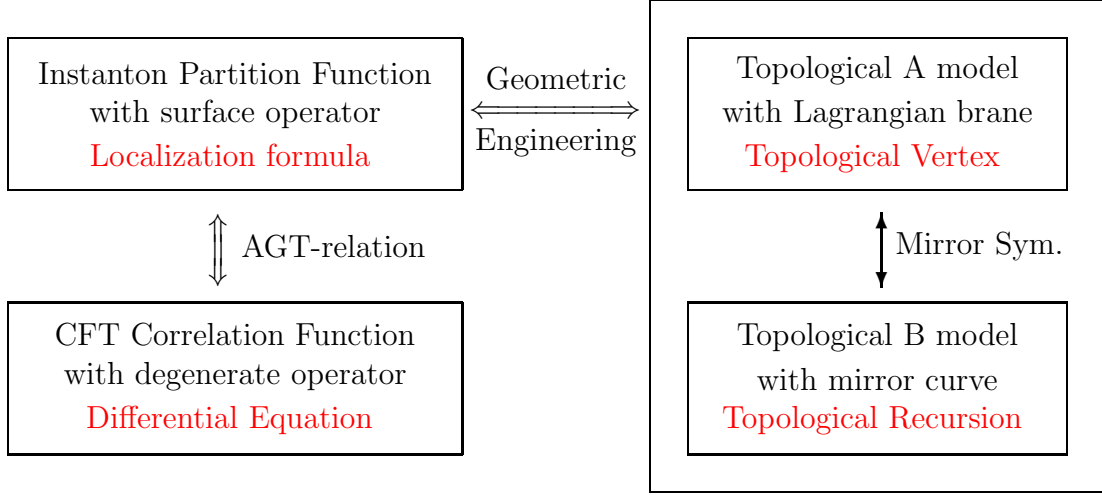 Instanton Partition Function
with surface operator
Localization formula
Geometric
Engineering
Topological A model
with Lagrangian brane
Topological Vertex
AGT-relation
Mirror Sym.
CFT Correlation Function
with degenerate operator
Differential Equation
Topological B model
with mirror curve
Topological Recursion